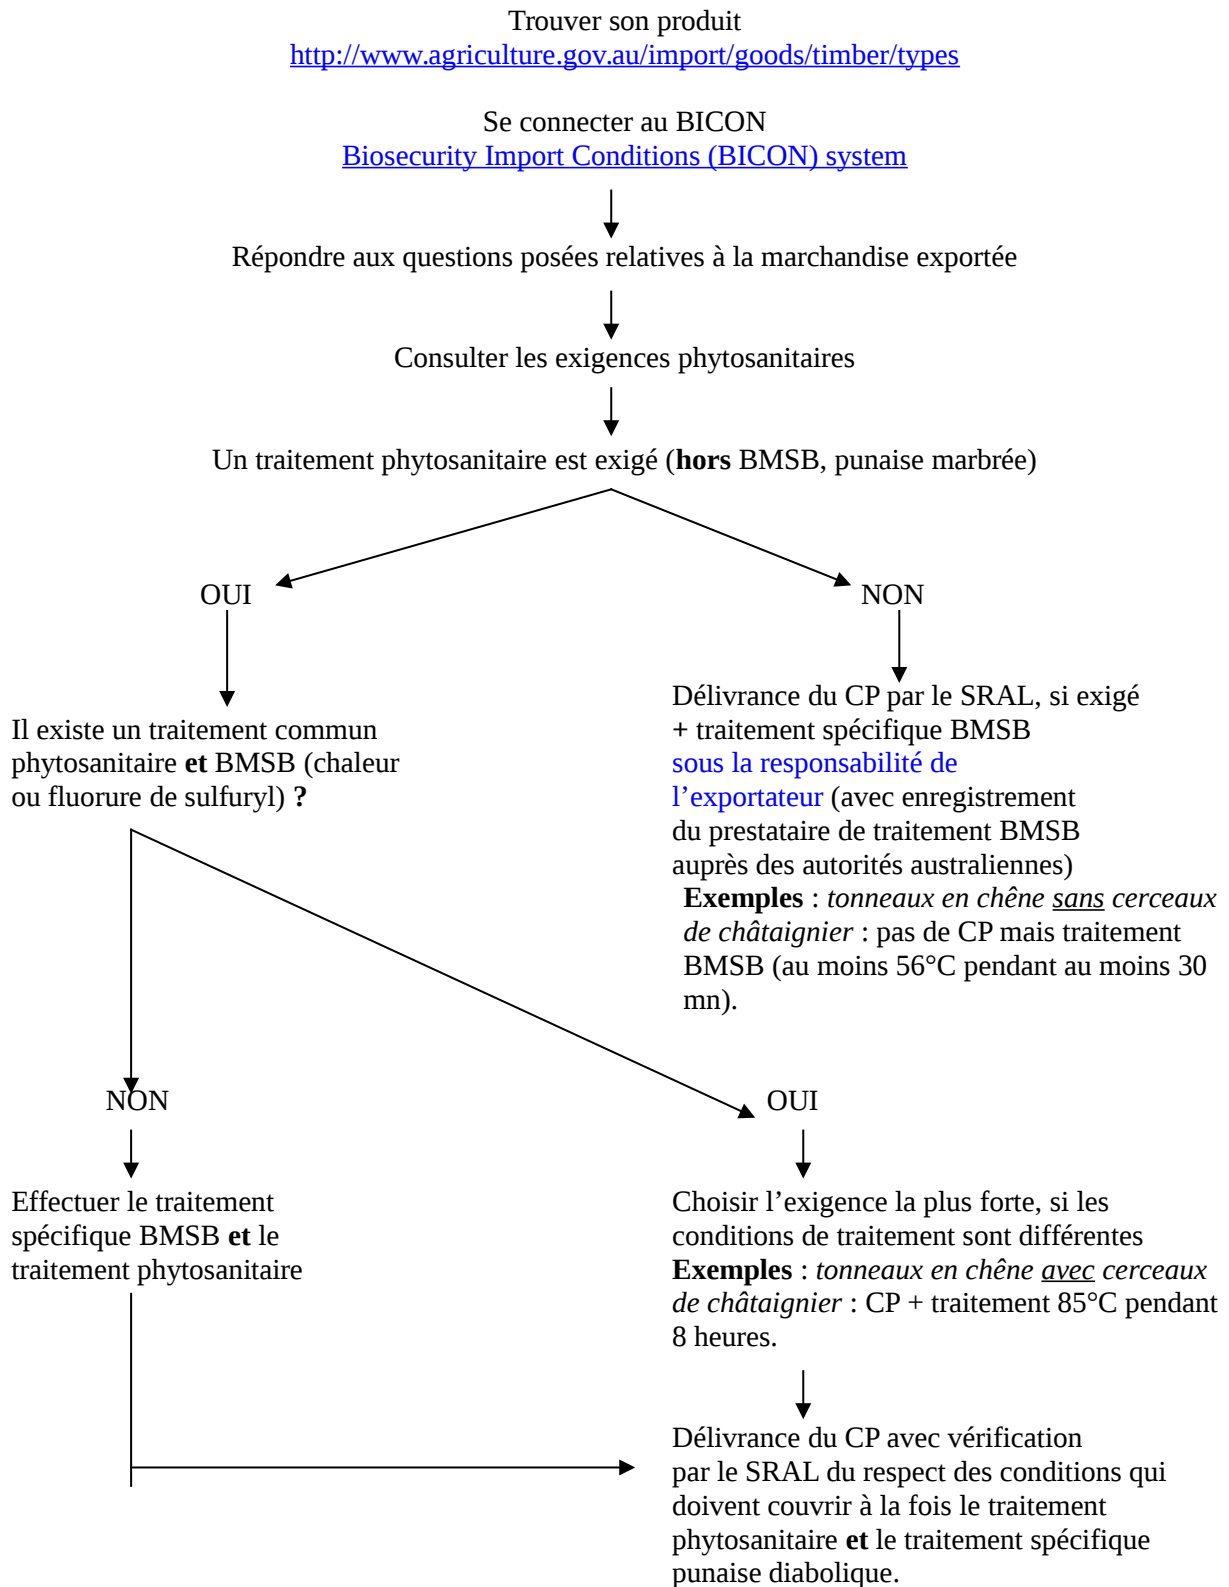 Trouver son produit
http://www.agriculture.gov.au/import/goods/timber/types
Se connecter au BICON
Biosecurity Import Conditions (BICON) system
Répondre aux questions posées relatives à la marchandise exportée
Consulter les exigences phytosanitaires
Un traitement phytosanitaire est exigé (hors BMSB, punaise marbrée)
OUI
NON
Il existe un traitement commun
phytosanitaire et BMSB (chaleur
ou fluorure de sulfuryl) ?
Délivrance du CP par le SRAL, si exigé
+ traitement spécifique BMSB
sous la responsabilité de
l’exportateur (avec enregistrement
du prestataire de traitement BMSB
auprès des autorités australiennes)
Exemples : tonneaux en chêne sans cerceaux
de châtaignier : pas de CP mais traitement
BMSB (au moins 56°C pendant au moins 30
mn).
NON
OUI
Effectuer le traitement
spécifique BMSB et le
traitement phytosanitaire
Choisir l’exigence la plus forte, si les
conditions de traitement sont différentes
Exemples : tonneaux en chêne avec cerceaux
de châtaignier : CP + traitement 85°C pendant
8 heures.
Délivrance du CP avec vérification
par le SRAL du respect des conditions qui
doivent couvrir à la fois le traitement
phytosanitaire et le traitement spécifique
punaise diabolique.